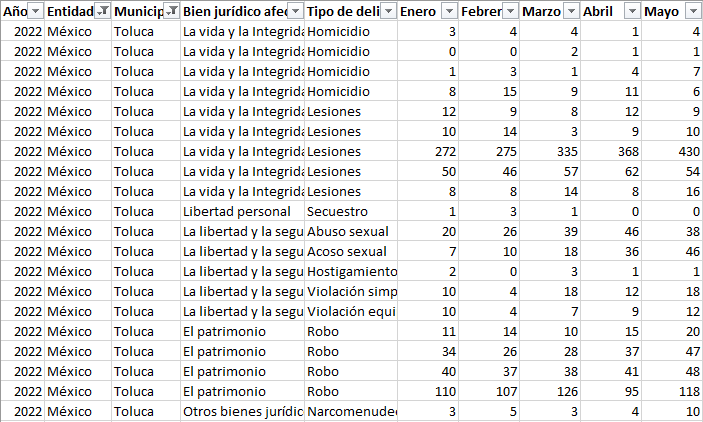 Año Entidad Municip Bien jurídico afec Tipo de deli Enero Febrer Marzo Abril Mayo
2022 México Toluca La vida y la Integrida Homicidio 3 4 4 1 4
2022 México Toluca La vida y la Integrida Homicidio 0 0 2 1 1
2022 México Toluca La vida y la Integrida Homicidio 1 3 1 4 7
2022 México Toluca La vida y la Integrida Homicidio 8 15 9 11 6
2022 México Toluca La vida y la Integrida Lesiones 12 9 8 12 9
2022 México Toluca La vida y la Integrida Lesiones 10 14 3 9 10
2022 México Toluca La vida y la Integrida Lesiones 272 275 335 368 430
2022 México Toluca La vida y la Integrida Lesiones 50 46 57 62 54
2022 México Toluca La vida y la Integrida Lesiones 8 8 14 8 16
2022 México Toluca Libertad personal Secuestro 1 3 1 0 0
2022 México Toluca La libertad y la segu Abuso sexual 20 26 39 46 38
2022 México Toluca La libertad y la segu Acoso sexual 7 10 18 36 46
2022 México Toluca La libertad y la segu Hostigamiento 2 0 3 1 1
2022 México Toluca La libertad y la segu Violación simp 10 4 18 12 18
2022 México Toluca La libertad y la segu Violación equi 10 4 7 9 12
2022 México Toluca El patrimonio Robo 11 14 10 15 20
2022 México Toluca El patrimonio Robo 34 26 28 37 47
2022 México Toluca El patrimonio Robo 40 37 38 41 48
2022 México Toluca El patrimonio Robo 110 107 126 95 118
2022 México Toluca Otros bienes jurídic Narcomenudeo 3 5 3 4 10